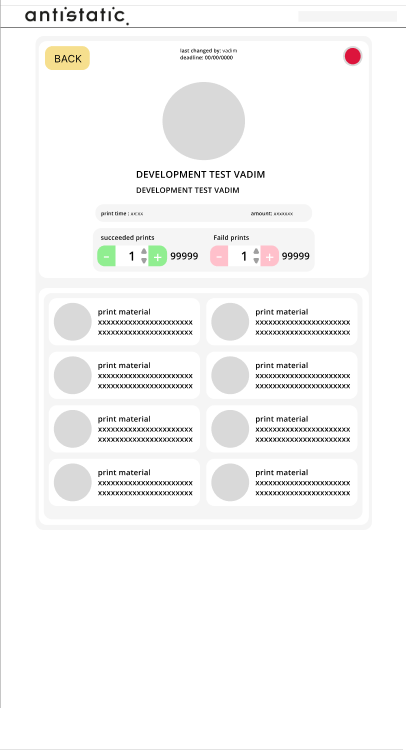 antistatic.
last changed by: vadim
deadline: 00/00/0000
BACK
DEVELOPMENT TEST VADIM
DEVELOPMENT TEST VADIM
print time : xx:xx
amount: xxxxxxx
succeeded prints
Faild prints
- 1 + 99999
- 1 + 99999
print material
xxxxxxxxxxxxxxxxxxxxxx
xxxxxxxxxxxxxxxxxxxxxx
print material
xxxxxxxxxxxxxxxxxxxxxx
xxxxxxxxxxxxxxxxxxxxxx
print material
xxxxxxxxxxxxxxxxxxxxxx
xxxxxxxxxxxxxxxxxxxxxx
print material
xxxxxxxxxxxxxxxxxxxxxx
xxxxxxxxxxxxxxxxxxxxxx
print material
xxxxxxxxxxxxxxxxxxxxxx
xxxxxxxxxxxxxxxxxxxxxx
print material
xxxxxxxxxxxxxxxxxxxxxx
xxxxxxxxxxxxxxxxxxxxxx
print material
xxxxxxxxxxxxxxxxxxxxxx
xxxxxxxxxxxxxxxxxxxxxx
print material
xxxxxxxxxxxxxxxxxxxxxx
xxxxxxxxxxxxxxxxxxxxxx